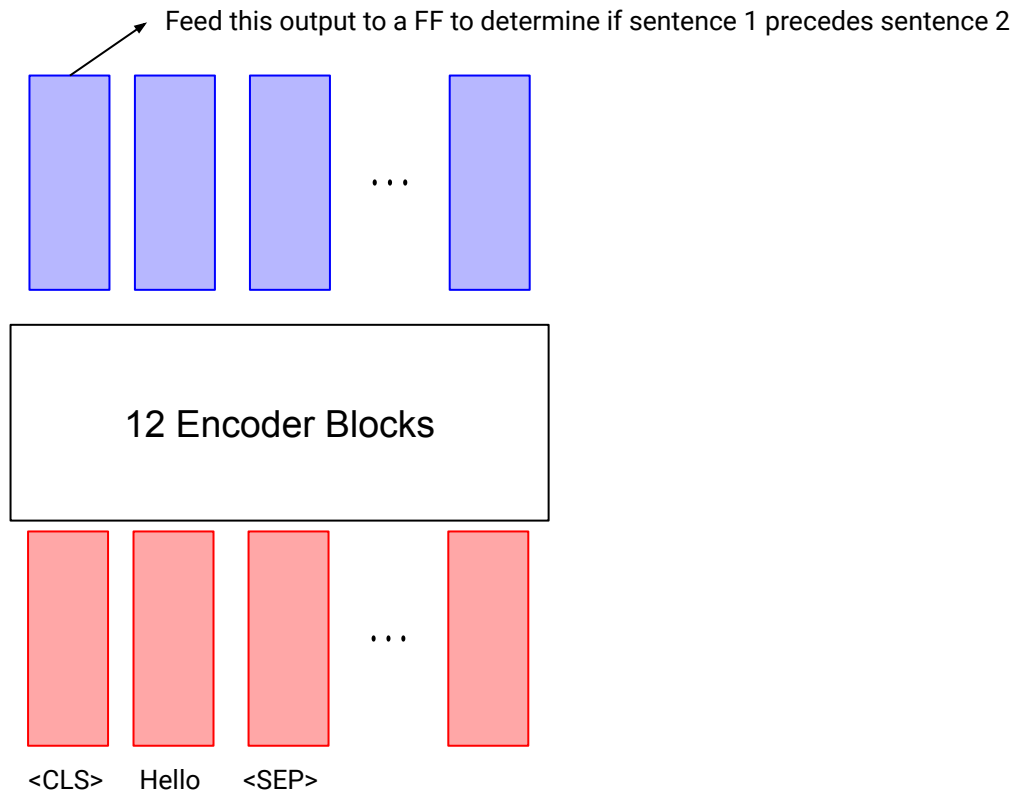 Feed this output to a FF to determine if sentence 1 precedes sentence 2
...
12 Encoder Blocks
...
<CLS> Hello <SEP>